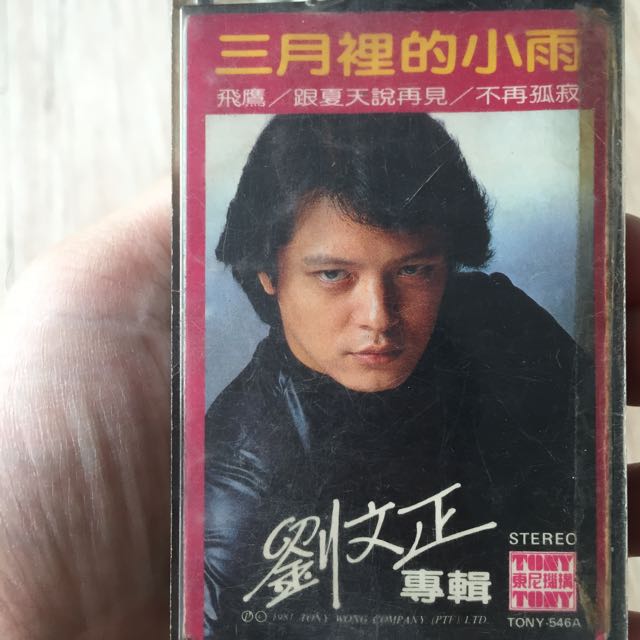 三月裡的小雨
飛鷹／跟夏天說再見／不再孤寂
劉文正
專輯
STEREO
TONY
東尼機構
TONY
TONY-546A
Ⓟ Ⓒ 1981 TONY WONG COMPANY (PTE) LTD.